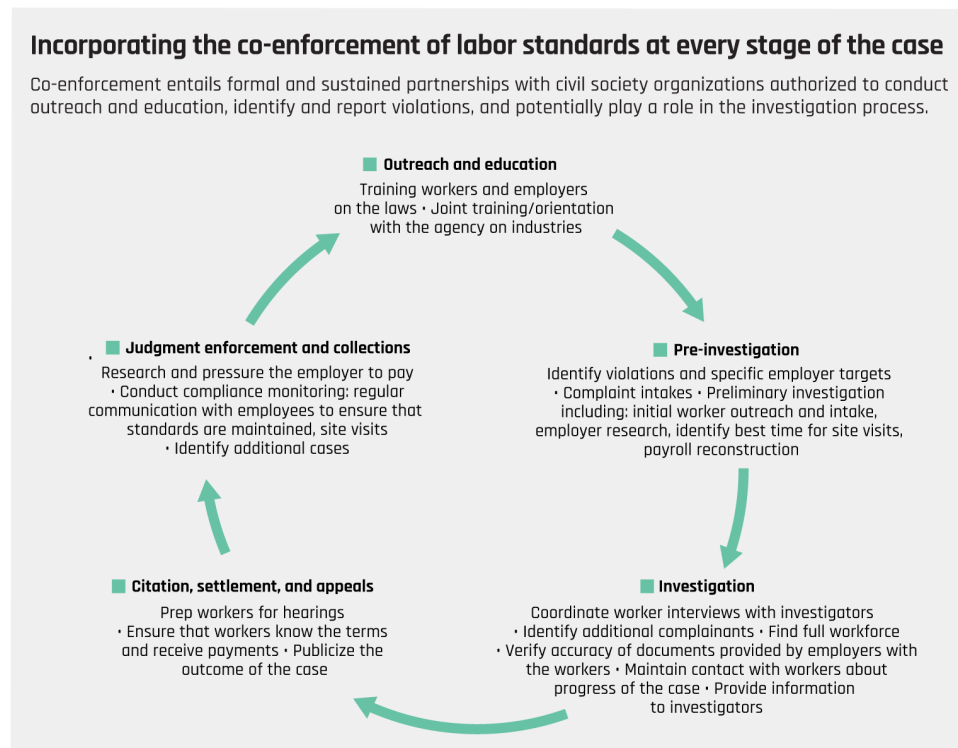 Incorporating the co-enforcement of labor standards at every stage of the case
Co-enforcement entails formal and sustained partnerships with civil society organizations authorized to conduct
outreach and education, identify and report violations, and potentially play a role in the investigation process.
Outreach and education
Training workers and employers
on the laws • Joint training/orientation
with the agency on industries
Pre-investigation
Identify violations and specific employer targets
• Complaint intakes • Preliminary investigation
including: initial worker outreach and intake,
employer research, identify best time for site visits,
payroll reconstruction
Investigation
Coordinate worker interviews with investigators
• Identify additional complainants • Find full workforce
• Verify accuracy of documents provided by employers with
the workers • Maintain contact with workers about
progress of the case • Provide information
to investigators
Citation, settlement, and appeals
Prep workers for hearings
• Ensure that workers know the terms
and receive payments • Publicize the
outcome of the case
Judgment enforcement and collections
•
Research and pressure the employer to pay
• Conduct compliance monitoring: regular
communication with employees to ensure that
standards are maintained, site visits
• Identify additional cases